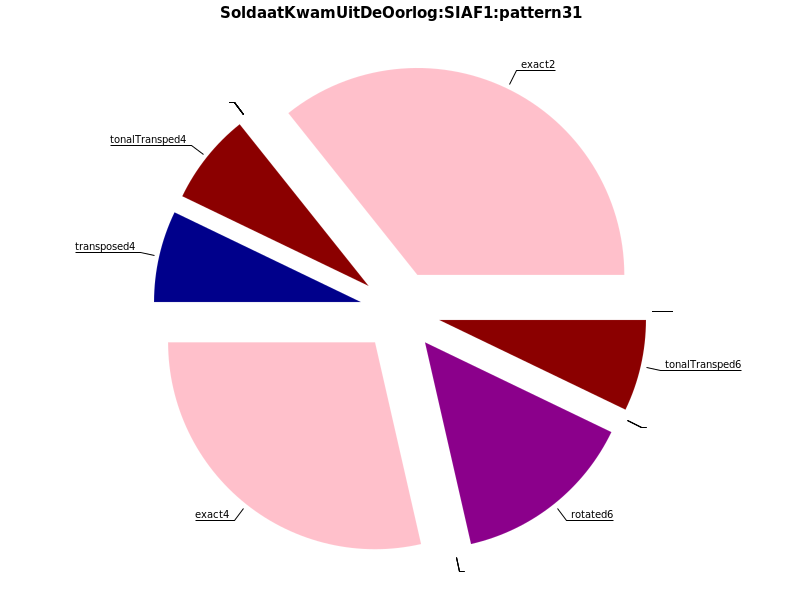 SoldaatKwamUitDeOorlog:SIAF1:pattern31
exact2
tonalTransped4
transposed4
tonalTransped6
exact4
rotated6